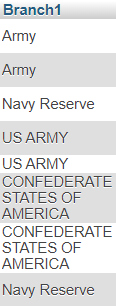 Branch1
Army
Army
Navy Reserve
US ARMY
US ARMY
CONFEDERATE
STATES OF
AMERICA
CONFEDERATE
STATES OF
AMERICA
Navy Reserve